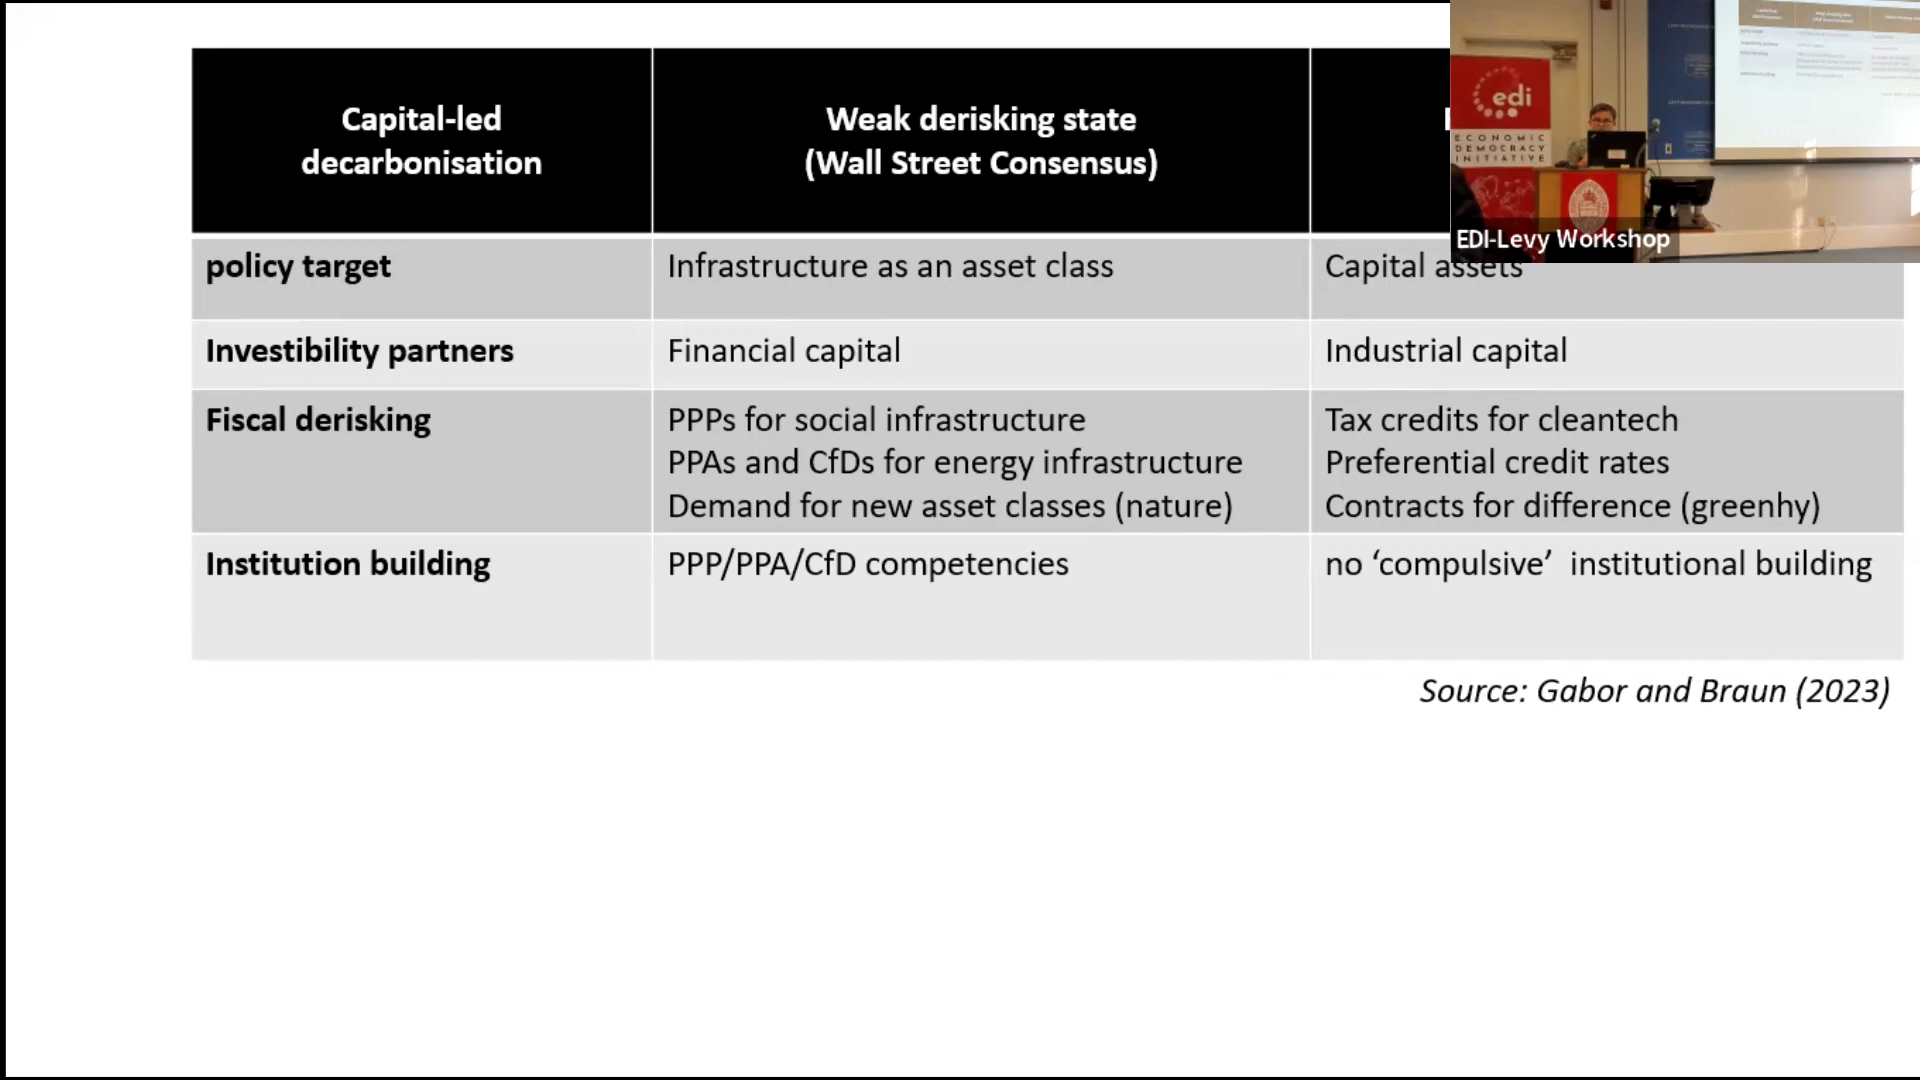 Capital-led
decarbonisation
Weak derisking state
(Wall Street Consensus)
policy target
Infrastructure as an asset class
Capital assets
Investibility partners
Financial capital
Industrial capital
Fiscal derisking
PPPs for social infrastructure
PPAs and CfDs for energy infrastructure
Demand for new asset classes (nature)
Tax credits for cleantech
Preferential credit rates
Contracts for difference (greenhy)
Institution building
PPP/PPA/CfD competencies
no ‘compulsive’ institutional building
Source: Gabor and Braun (2023)
edi
ECONOMIC
DEMOCRACY
INITIATIVE
EDI-Levy Workshop